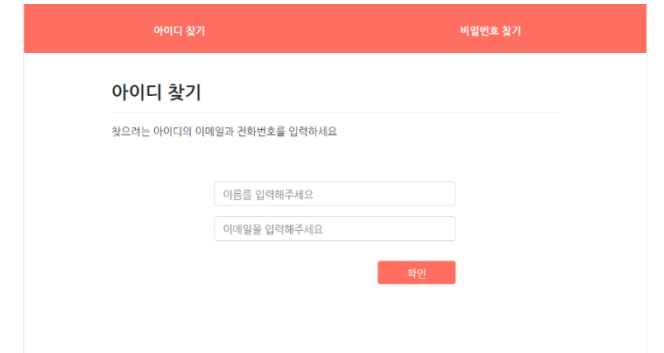 아이디 찾기
비밀번호 찾기
아이디 찾기
찾으려는 아이디의 이메일과 전화번호를 입력하세요
이름를 입력해주세요
이메일을 입력해주세요
확인